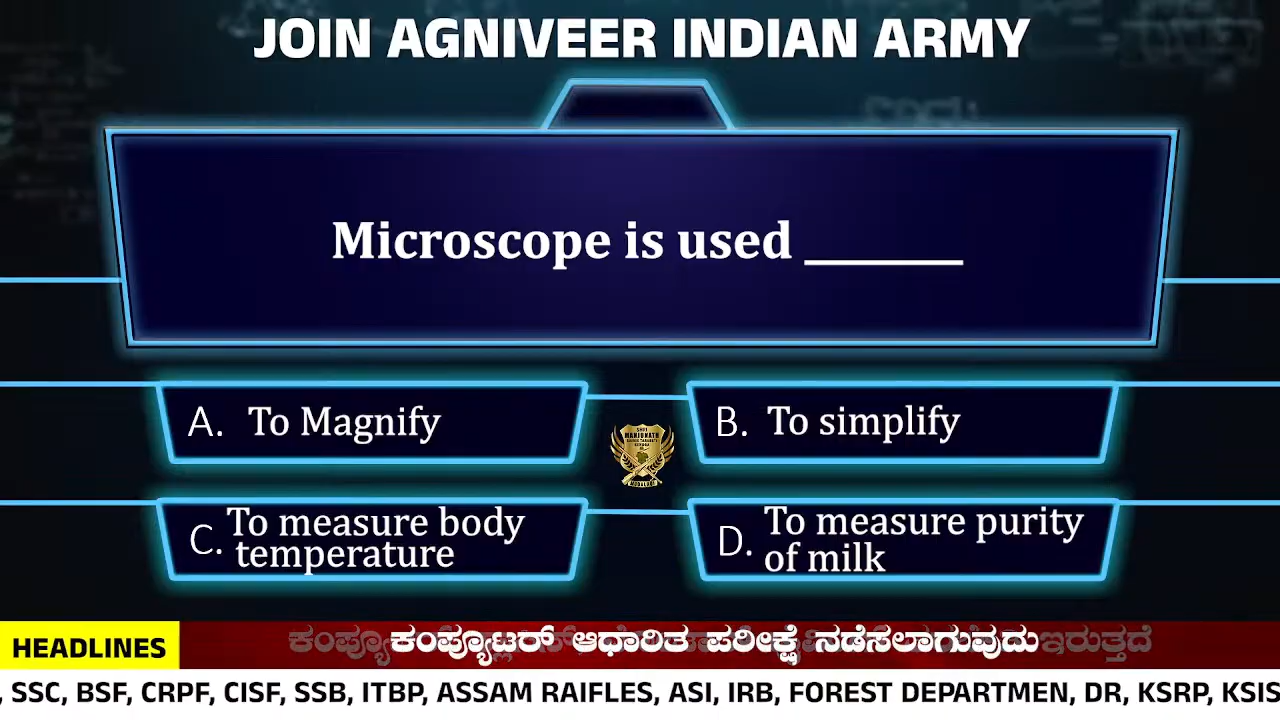 JOIN AGNIVEER INDIAN ARMY
Microscope is used ________
A. To Magnify
B. To simplify
C. To measure body
temperature
D. To measure purity
of milk
SHRI
MANJUNATH
HEADLINES
ಕಂಪ್ಯೂಟರ್ ಆಧಾರಿತ ಪರೀಕ್ಷೆ ನಡೆಸಲಾಗುವುದು
, SSC, BSF, CRPF, CISF, SSB, ITBP, ASSAM RAIFLES, ASI, IRB, FOREST DEPARTMEN, DR, KSRP, KSIS